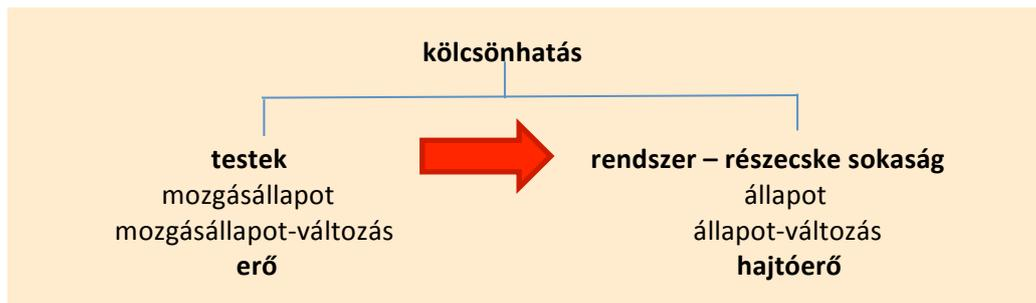 kölcsönhatás
testek
mozgásállapot
mozgásállapot-változás
erő
rendszer – részecske sokaság
állapot
állapot-változás
hajtóerő